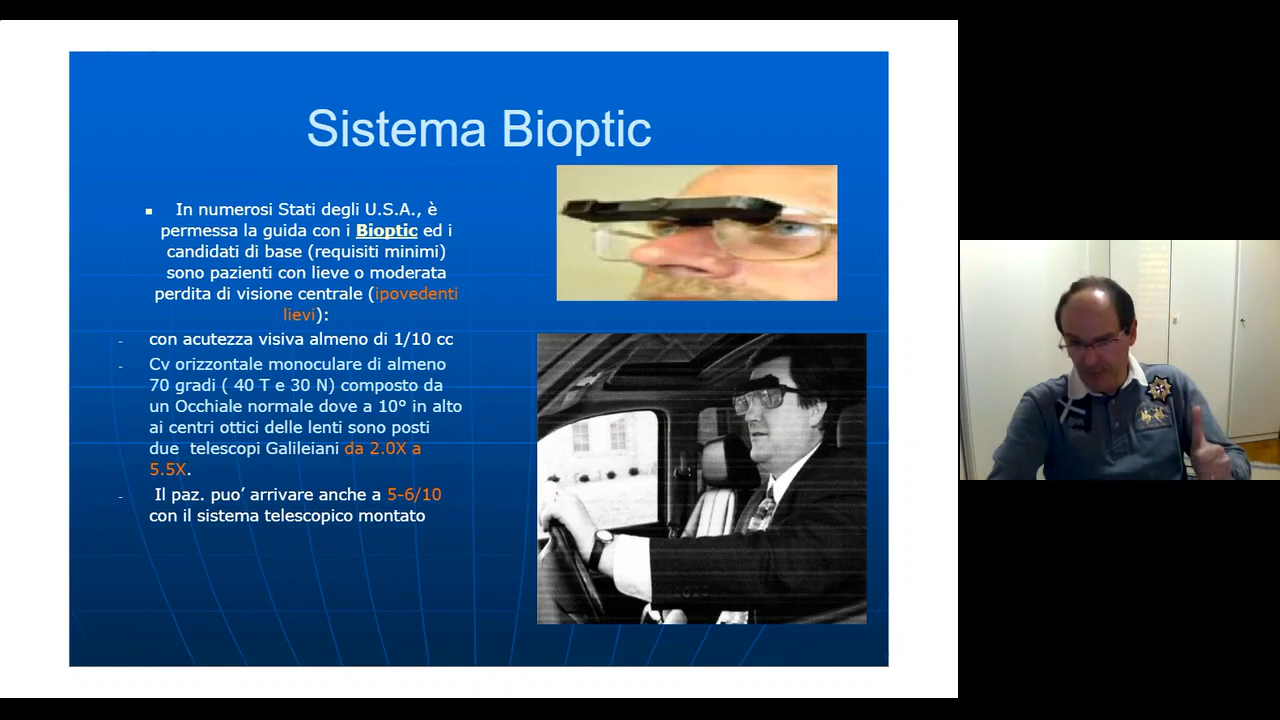 Sistema Bioptic
▪ In numerosi Stati degli U.S.A., è
permessa la guida con i Bioptic ed i
candidati di base (requisiti minimi)
sono pazienti con lieve o moderata
perdita di visione centrale (ipovedenti
lievi):
- con acutezza visiva almeno di 1/10 cc
- Cv orizzontale monoculare di almeno
70 gradi ( 40 T e 30 N) composto da
un Occhiale normale dove a 10° in alto
ai centri ottici delle lenti sono posti
due telescopi Galileiani da 2.0X a
5.5X.
- Il paz. puo’ arrivare anche a 5-6/10
con il sistema telescopico montato